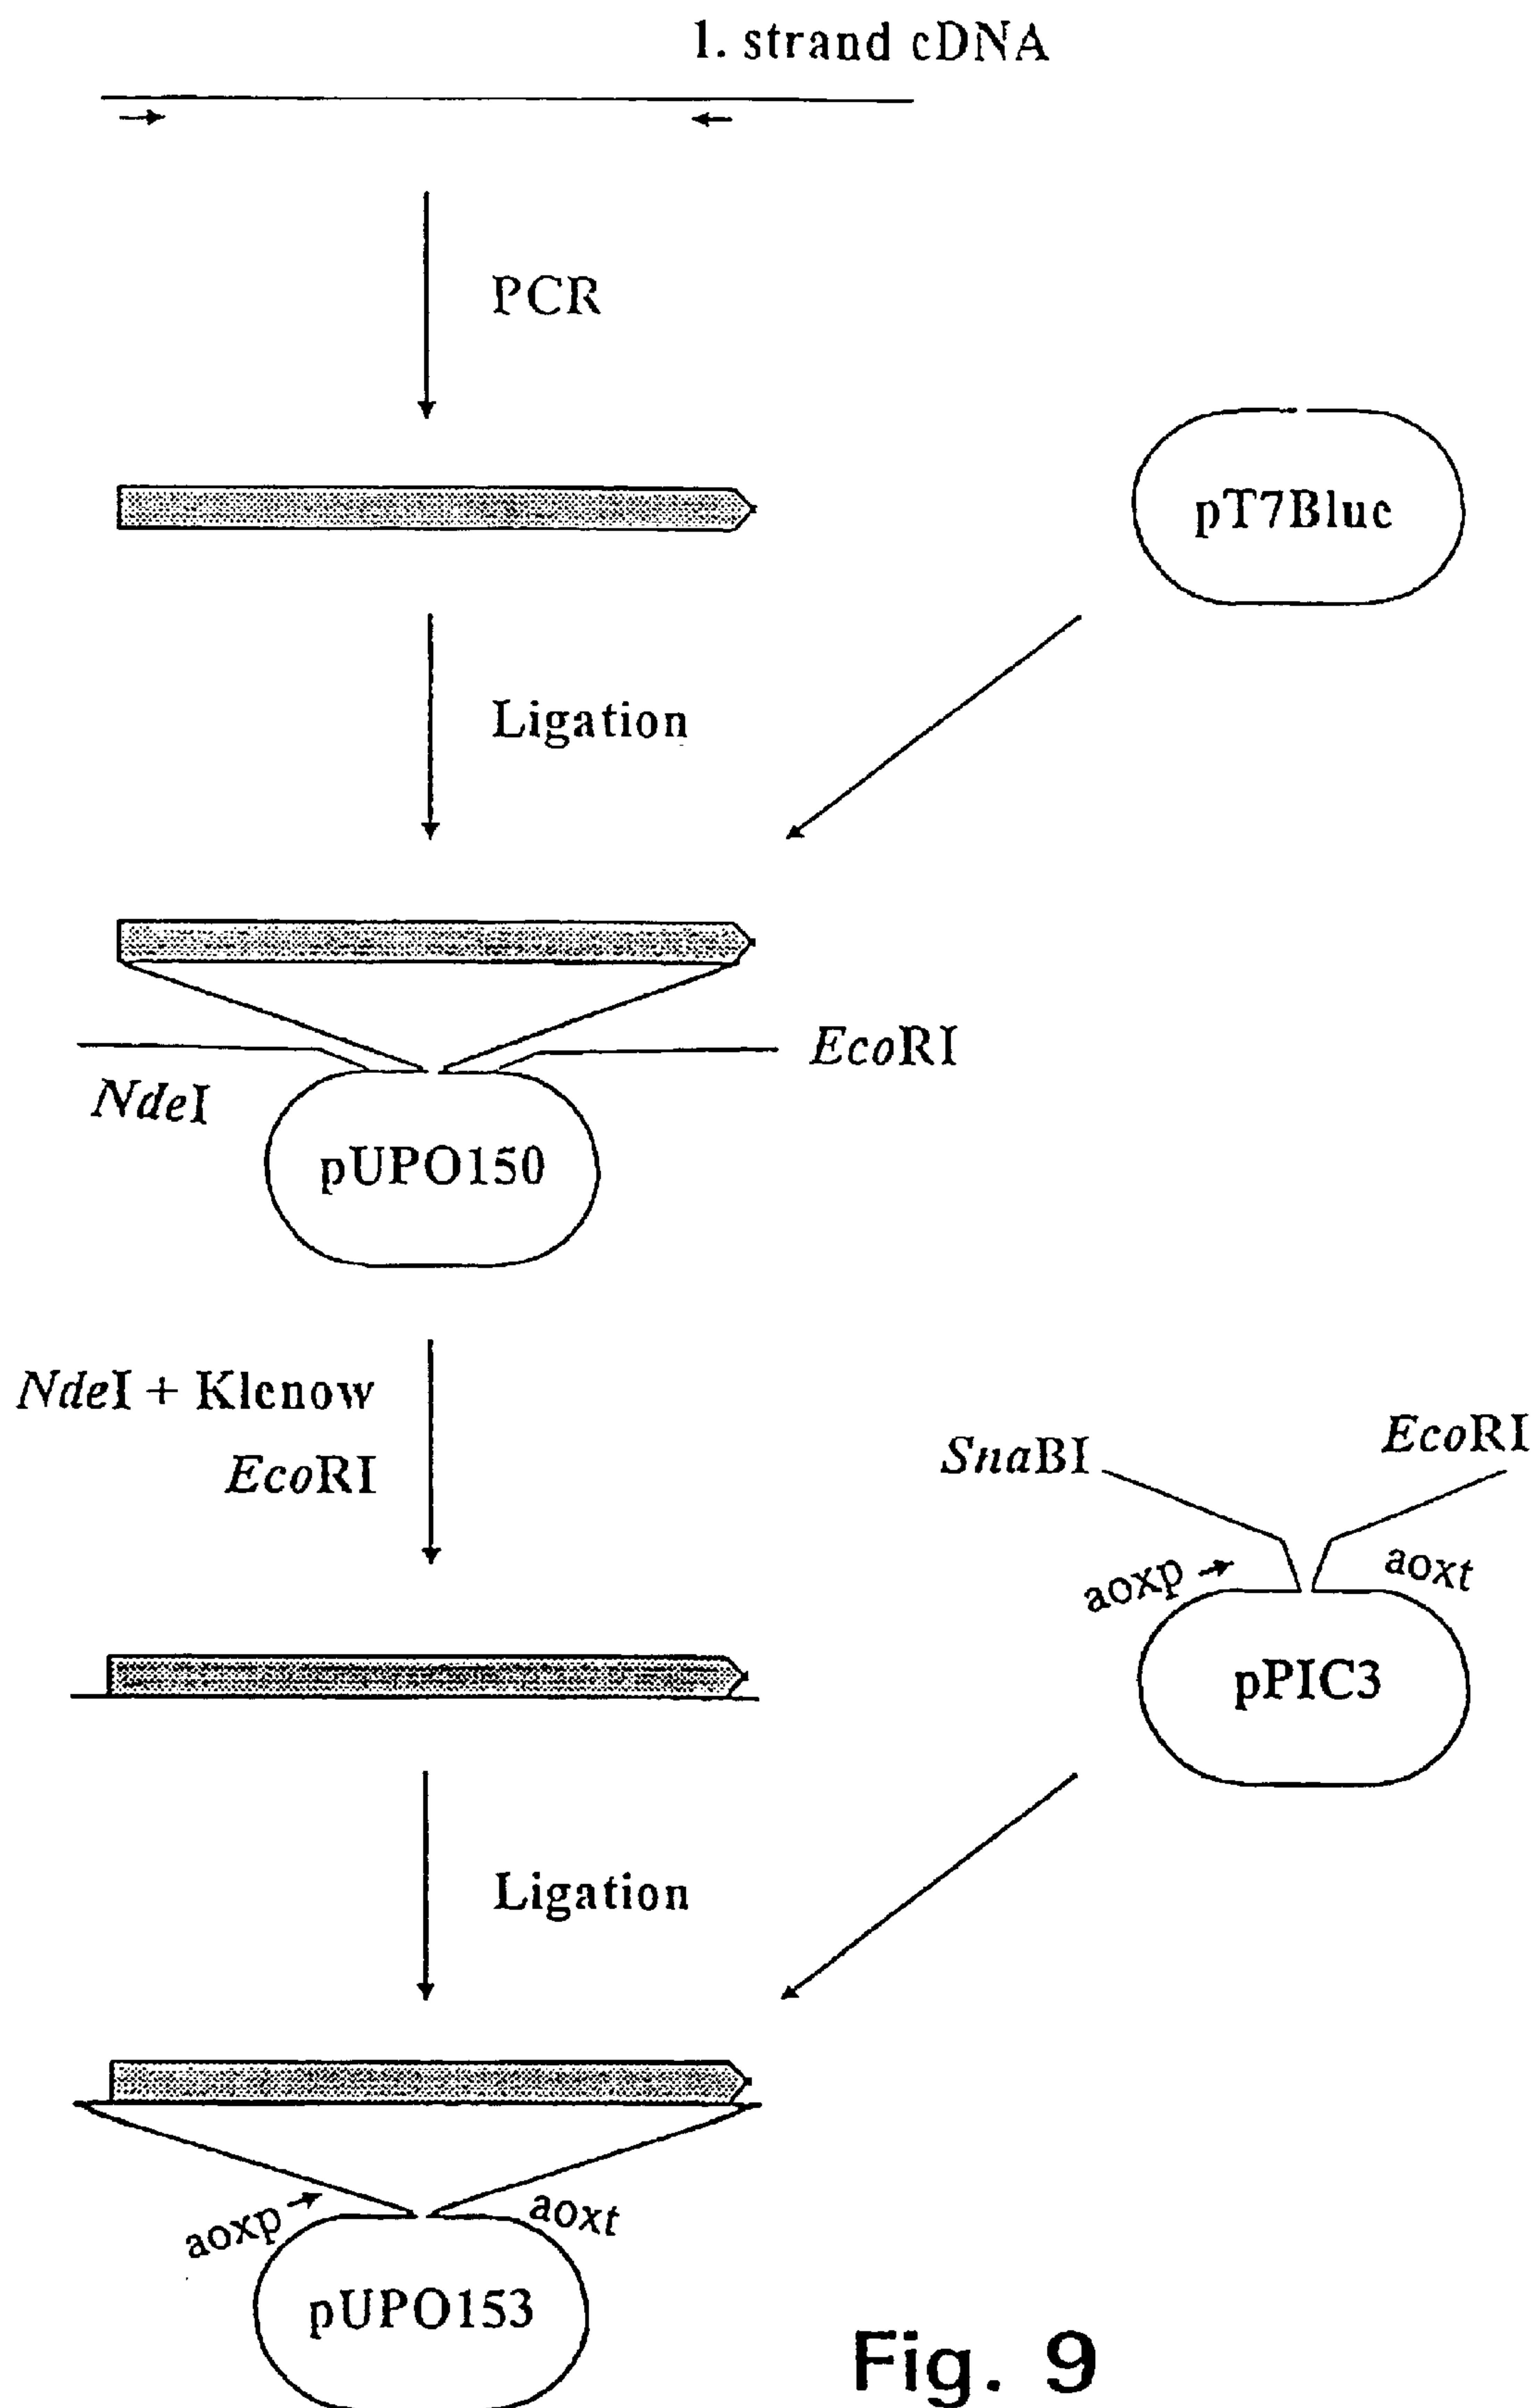 1. strand cDNA
PCR
pT7Blue
Ligation
EcoRI
NdeI
pUPO150
NdeI + Klenow
EcoRI
SnaBI
EcoRI
aoxp
aoxt
pPIC3
Ligation
aoxp
aoxt
pUPO153
Fig. 9